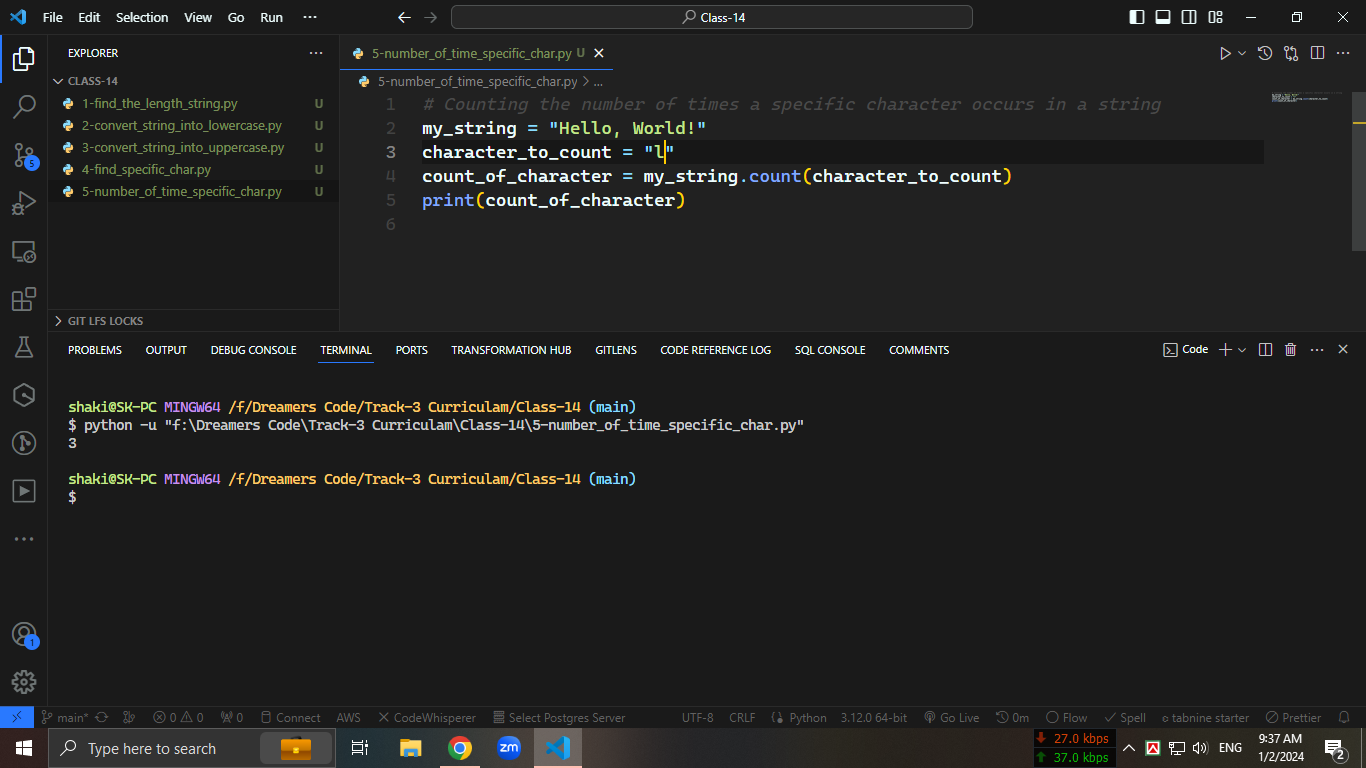 File Edit Selection View Go Run ··· Class-14
EXPLORER ···
CLASS-14
1-find_the_length_string.py U
2-convert_string_into_lowercase.py U
3-convert_string_into_uppercase.py U
4-find_specific_char.py U
5-number_of_time_specific_char.py U
GIT LFS LOCKS
5-number_of_time_specific_char.py U
5-number_of_time_specific_char.py > ...
1 # Counting the number of times a specific character occurs in a string
2 my_string = "Hello, World!"
3 character_to_count = "l"
4 count_of_character = my_string.count(character_to_count)
5 print(count_of_character)
6
PROBLEMS OUTPUT DEBUG CONSOLE TERMINAL PORTS TRANSFORMATION HUB GITLENS CODE REFERENCE LOG SQL CONSOLE COMMENTS Code
shaki@SK-PC MINGW64 /f/Dreamers Code/Track-3 Curriculam/Class-14 (main)
$ python -u "f:\Dreamers Code\Track-3 Curriculam\Class-14\5-number_of_time_specific_char.py"
3
shaki@SK-PC MINGW64 /f/Dreamers Code/Track-3 Curriculam/Class-14 (main)
$
5
1
main* 0 0 0 Connect AWS CodeWhisperer Select Postgres Server UTF-8 CRLF Python 3.12.0 64-bit Go Live 0m Flow Spell tabnine starter Prettier
Type here to search
zm
27.0 kbps
37.0 kbps
ENG
9:37 AM
1/2/2024
2